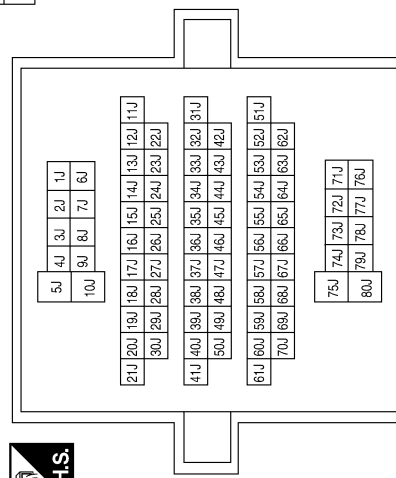 H.S.
5J 4J 3J 2J 1J
10J 9J 8J 7J 6J
21J 20J 19J 18J 17J 16J 15J 14J 13J 12J 11J
30J 29J 28J 27J 26J 25J 24J 23J 22J
41J 40J 39J 38J 37J 36J 35J 34J 33J 32J 31J
50J 49J 48J 47J 46J 45J 44J 43J 42J
61J 60J 59J 58J 57J 56J 55J 54J 53J 52J 51J
70J 69J 68J 67J 66J 65J 64J 63J 62J
75J 74J 73J 72J 71J
80J 79J 78J 77J 76J